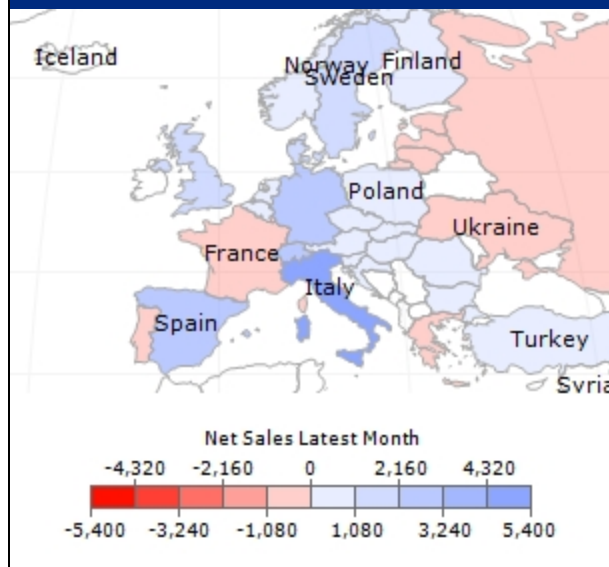 Iceland
Norway
Sweden
Finland
Poland
Ukraine
France
Italy
Spain
Turkey
Syria
Net Sales Latest Month
-4,320 -2,160 0 2,160 4,320
-5,400 -3,240 -1,080 1,080 3,240 5,400